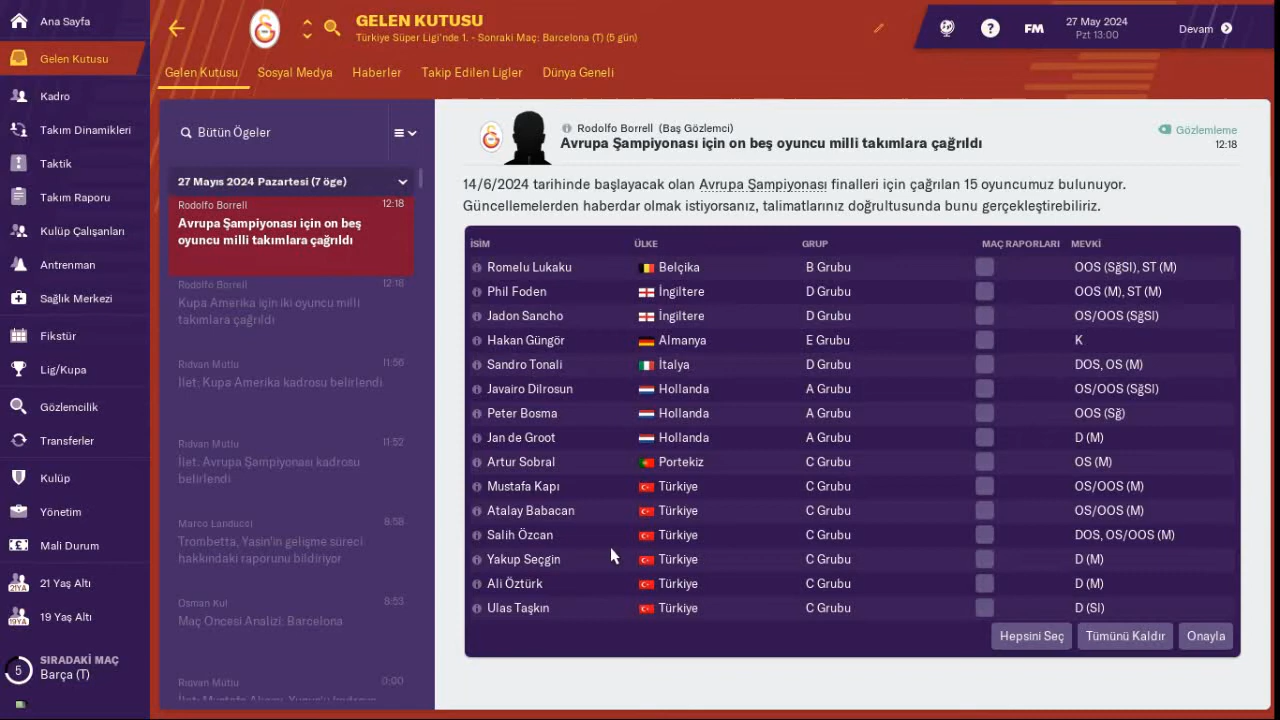 Ana Sayfa
Gelen Kutusu
Kadro
Takım Dinamikleri
Taktik
Takım Raporu
Kulüp Çalışanları
Antrenman
Sağlık Merkezi
Fikstür
Lig/Kupa
Gözlemcilik
Transferler
Kulüp
Yönetim
Mali Durum
21YA
21 Yaş Altı
19YA
19 Yaş Altı
5
SIRADAKİ MAÇ
Barça (T)
GELEN KUTUSU
Türkiye Süper Ligi'nde 1. - Sonraki Maç: Barcelona (T) (5 gün)
FM
27 May 2024
Pzt 13:00
Devam
Gelen Kutusu
Sosyal Medya
Haberler
Takip Edilen Ligler
Dünya Geneli
Bütün Ögeler
27 Mayıs 2024 Pazartesi (7 öge)
Rodolfo Borrell 12:18
Avrupa Şampiyonası için on beş
oyuncu milli takımlara çağrıldı
Rodolfo Borrell 12:18
Kupa Amerika için iki oyuncu milli
takımlara çağrıldı
Rıdvan Mutlu 11:56
İlet: Kupa Amerika kadrosu belirlendi
Rıdvan Mutlu 11:52
İlet: Avrupa Şampiyonası kadrosu
belirlendi
Marco Landucci 8:58
Trombetta, Yasin'in gelişme süreci
hakkındaki raporunu bildiriyor
Osman Kul 8:53
Maç Öncesi Analizi: Barcelona
Rıdvan Mutlu 0:00
Rodolfo Borrell (Baş Gözlemci)
Avrupa Şampiyonası için on beş oyuncu milli takımlara çağrıldı
Gözlemleme
12:18
14/6/2024 tarihinde başlayacak olan Avrupa Şampiyonası finalleri için çağrılan 15 oyuncumuz bulunuyor.
Güncellemelerden haberdar olmak istiyorsanız, talimatlarınız doğrultusunda bunu gerçekleştirebiliriz.
İSİM ÜLKE GRUP MAÇ RAPORLARI MEVKİ
Romelu Lukaku Belçika B Grubu OOS (SğSl), ST (M)
Phil Foden İngiltere D Grubu OOS (M), ST (M)
Jadon Sancho İngiltere D Grubu OS/OOS (SğSl)
Hakan Güngör Almanya E Grubu K
Sandro Tonali İtalya D Grubu DOS, OS (M)
Javairo Dilrosun Hollanda A Grubu OS/OOS (SğSl)
Peter Bosma Hollanda A Grubu OOS (Sğ)
Jan de Groot Hollanda A Grubu D (M)
Artur Sobral Portekiz C Grubu OS (M)
Mustafa Kapı Türkiye C Grubu OS/OOS (M)
Atalay Babacan Türkiye C Grubu OS/OOS (M)
Salih Özcan Türkiye C Grubu DOS, OS/OOS (M)
Yakup Seçgin Türkiye C Grubu D (M)
Ali Öztürk Türkiye C Grubu D (M)
Ulas Taşkın Türkiye C Grubu D (Sl)
Hepsini Seç
Tümünü Kaldır
Onayla